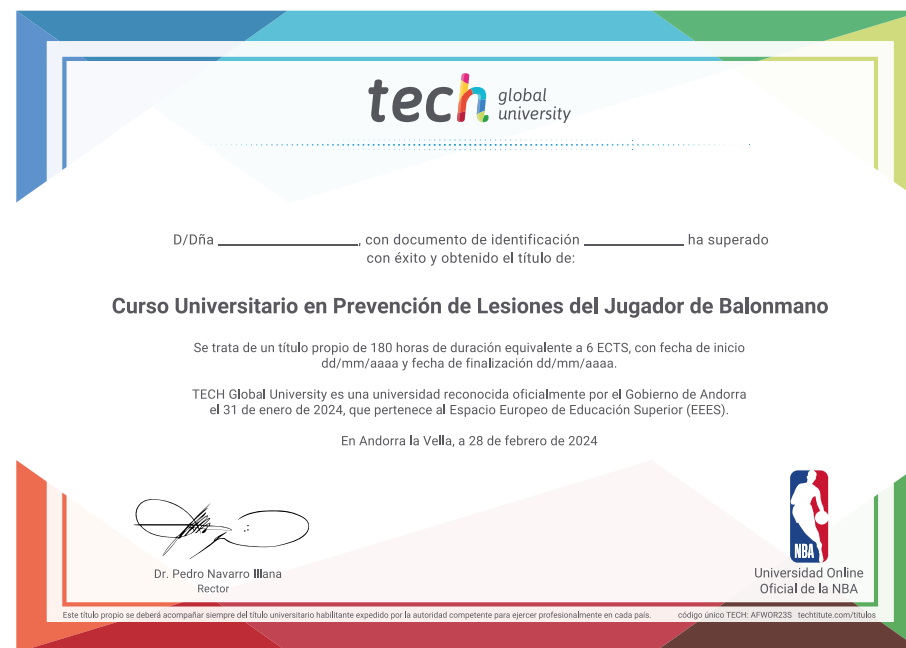 tech global university
D/Dña ____________________, con documento de identificación ______________ ha superado
con éxito y obtenido el título de:
Curso Universitario en Prevención de Lesiones del Jugador de Balonmano
Se trata de un título propio de 180 horas de duración equivalente a 6 ECTS, con fecha de inicio
dd/mm/aaaa y fecha de finalización dd/mm/aaaa.
TECH Global University es una universidad reconocida oficialmente por el Gobierno de Andorra
el 31 de enero de 2024, que pertenece al Espacio Europeo de Educación Superior (EEES).
En Andorra la Vella, a 28 de febrero de 2024
Dr. Pedro Navarro Illana
Rector
NBA
Universidad Online
Oficial de la NBA
Este título propio se deberá acompañar siempre del título universitario habilitante expedido por la autoridad competente para ejercer profesionalmente en cada país.
código único TECH: AFWOR23S techtitute.com/titulos